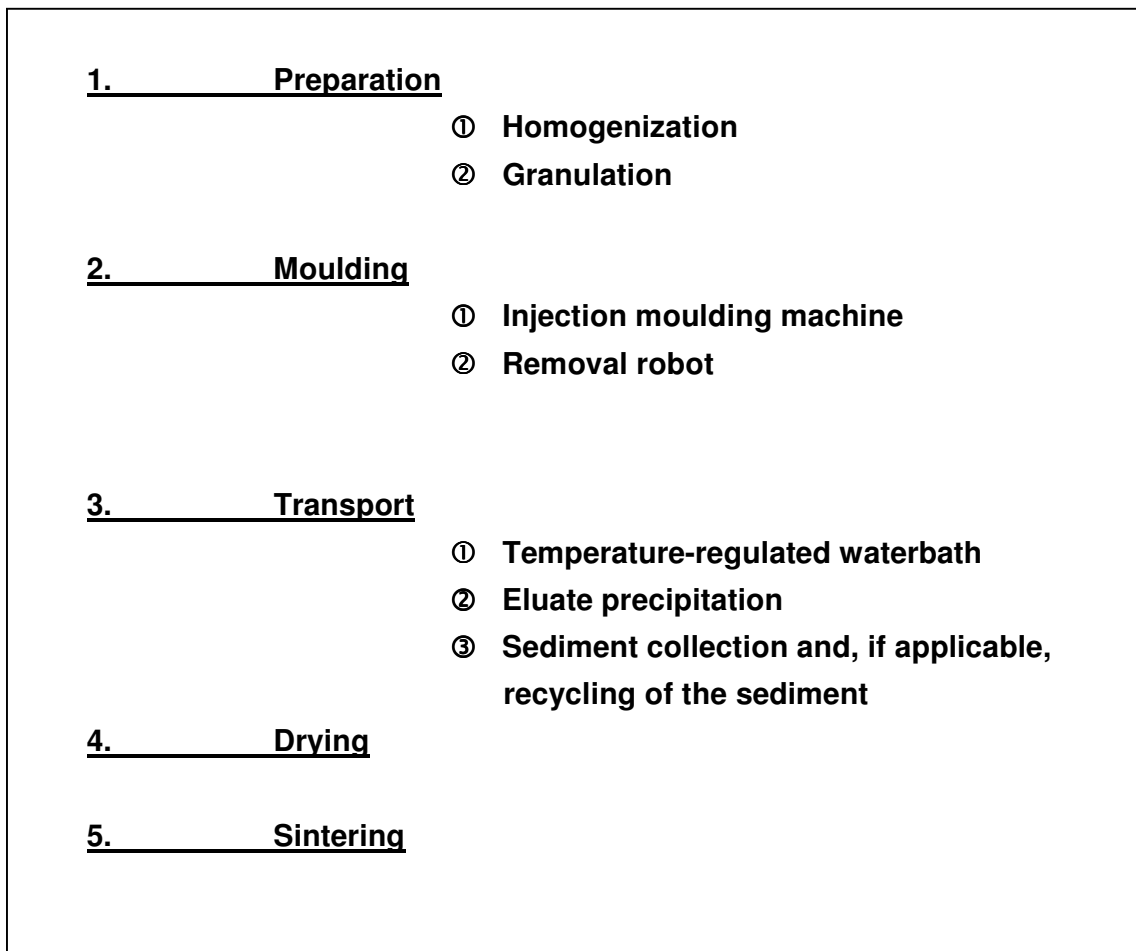 1. Preparation
① Homogenization
② Granulation
2. Moulding
① Injection moulding machine
② Removal robot
3. Transport
① Temperature-regulated waterbath
② Eluate precipitation
③ Sediment collection and, if applicable,
recycling of the sediment
4. Drying
5. Sintering